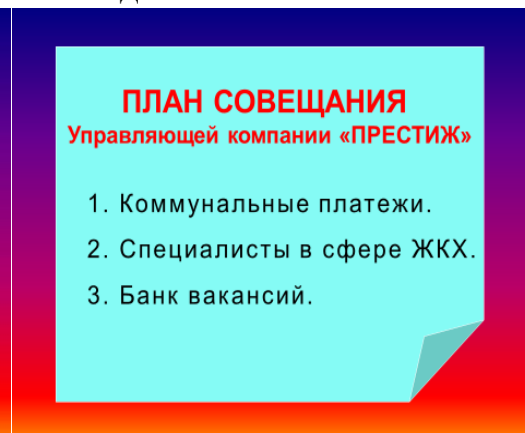 ПЛАН СОВЕЩАНИЯ
Управляющей компании «ПРЕСТИЖ»
1. Коммунальные платежи.
2. Специалисты в сфере ЖКХ.
3. Банк вакансий.